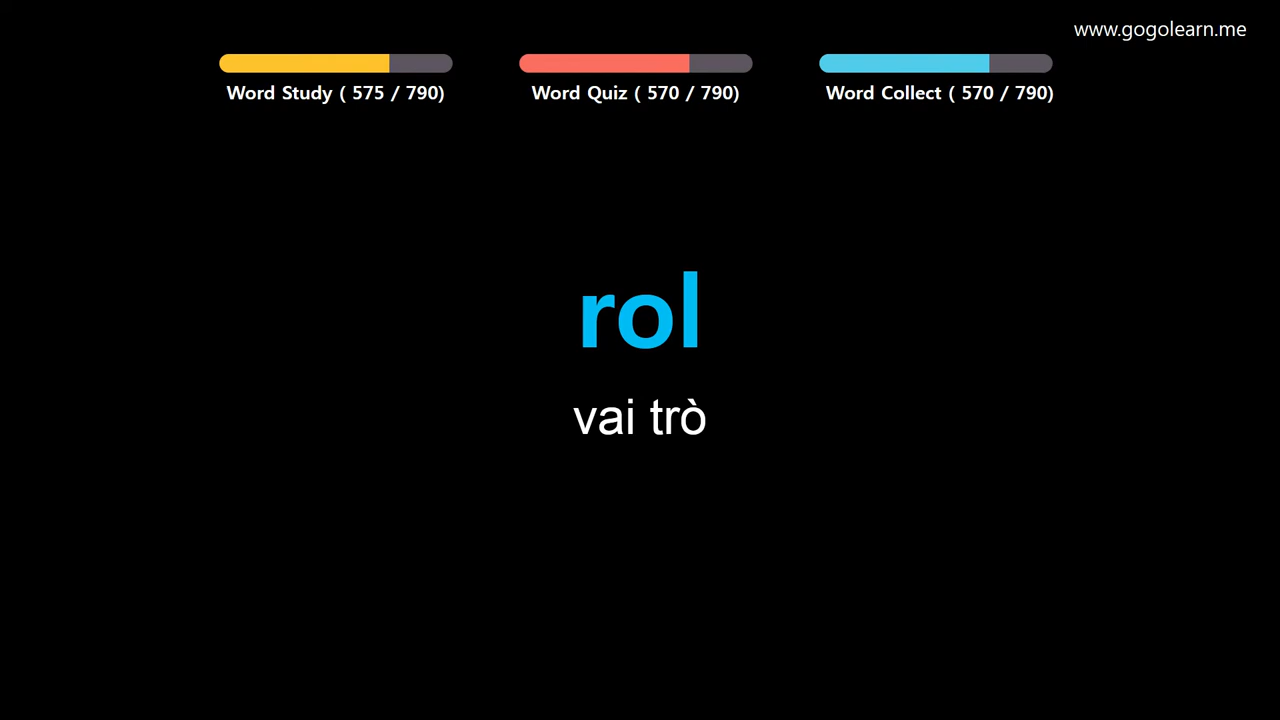 www.gogolearn.me
Word Study ( 575 / 790)
Word Quiz ( 570 / 790)
Word Collect ( 570 / 790)
rol
vai trò